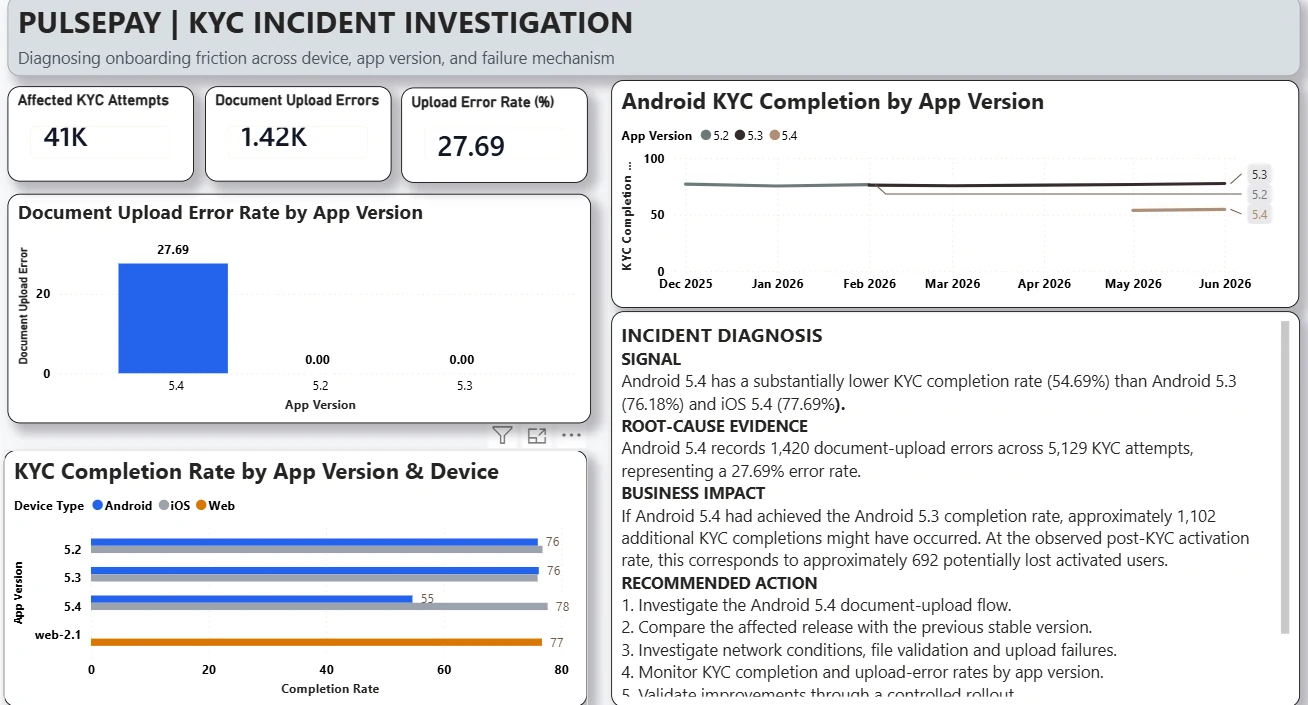 PULSEPAY | KYC INCIDENT INVESTIGATION
Diagnosing onboarding friction across device, app version, and failure mechanism
Affected KYC Attempts
41K
Document Upload Errors
1.42K
Upload Error Rate (%)
27.69
Document Upload Error Rate by App Version
Document Upload Error
20
0
27.69
0.00
0.00
5.4
5.2
5.3
App Version
KYC Completion Rate by App Version & Device
Device Type Android iOS Web
App Version
5.2
76
5.3
76
5.4
55
78
web-2.1
77
0
20
40
60
80
Completion Rate
Android KYC Completion by App Version
App Version 5.2 5.3 5.4
KYC Completion ...
100
50
0
5.3
5.2
5.4
Dec 2025
Jan 2026
Feb 2026
Mar 2026
Apr 2026
May 2026
Jun 2026
INCIDENT DIAGNOSIS
SIGNAL
Android 5.4 has a substantially lower KYC completion rate (54.69%) than Android 5.3
(76.18%) and iOS 5.4 (77.69%).
ROOT-CAUSE EVIDENCE
Android 5.4 records 1,420 document-upload errors across 5,129 KYC attempts,
representing a 27.69% error rate.
BUSINESS IMPACT
If Android 5.4 had achieved the Android 5.3 completion rate, approximately 1,102
additional KYC completions might have occurred. At the observed post-KYC activation
rate, this corresponds to approximately 692 potentially lost activated users.
RECOMMENDED ACTION
1. Investigate the Android 5.4 document-upload flow.
2. Compare the affected release with the previous stable version.
3. Investigate network conditions, file validation and upload failures.
4. Monitor KYC completion and upload-error rates by app version.
5. Validate improvements through a controlled rollout